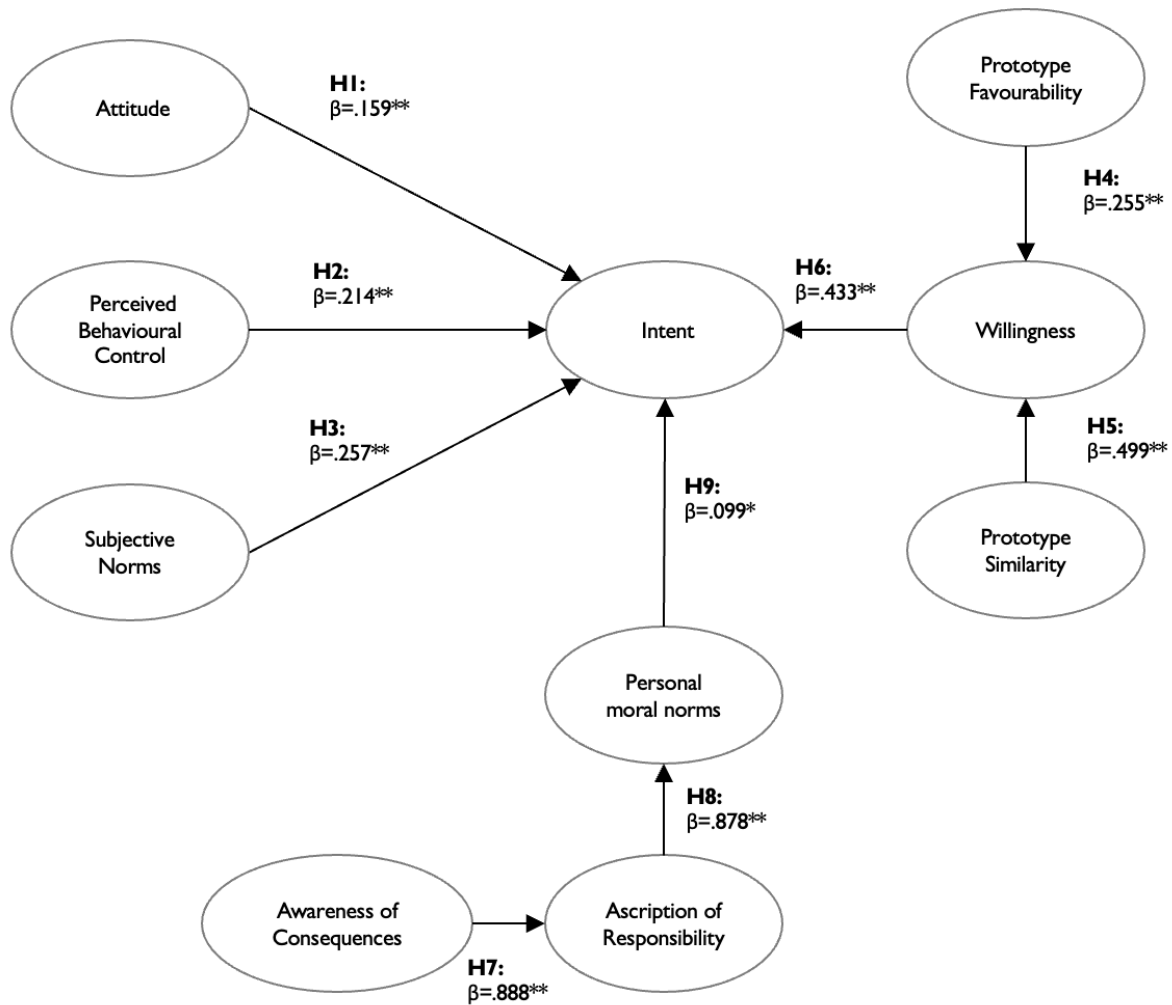 Attitude
H1:
β=.159**
Prototype
Favourability
H4:
β=.255**
Perceived
Behavioural
Control
H2:
β=.214**
Intent
H6:
β=.433**
Willingness
H3:
β=.257**
H5:
β=.499**
Subjective
Norms
H9:
β=.099*
Prototype
Similarity
Personal
moral norms
H8:
β=.878**
Awareness of
Consequences
Ascription of
Responsibility
H7:
β=.888**